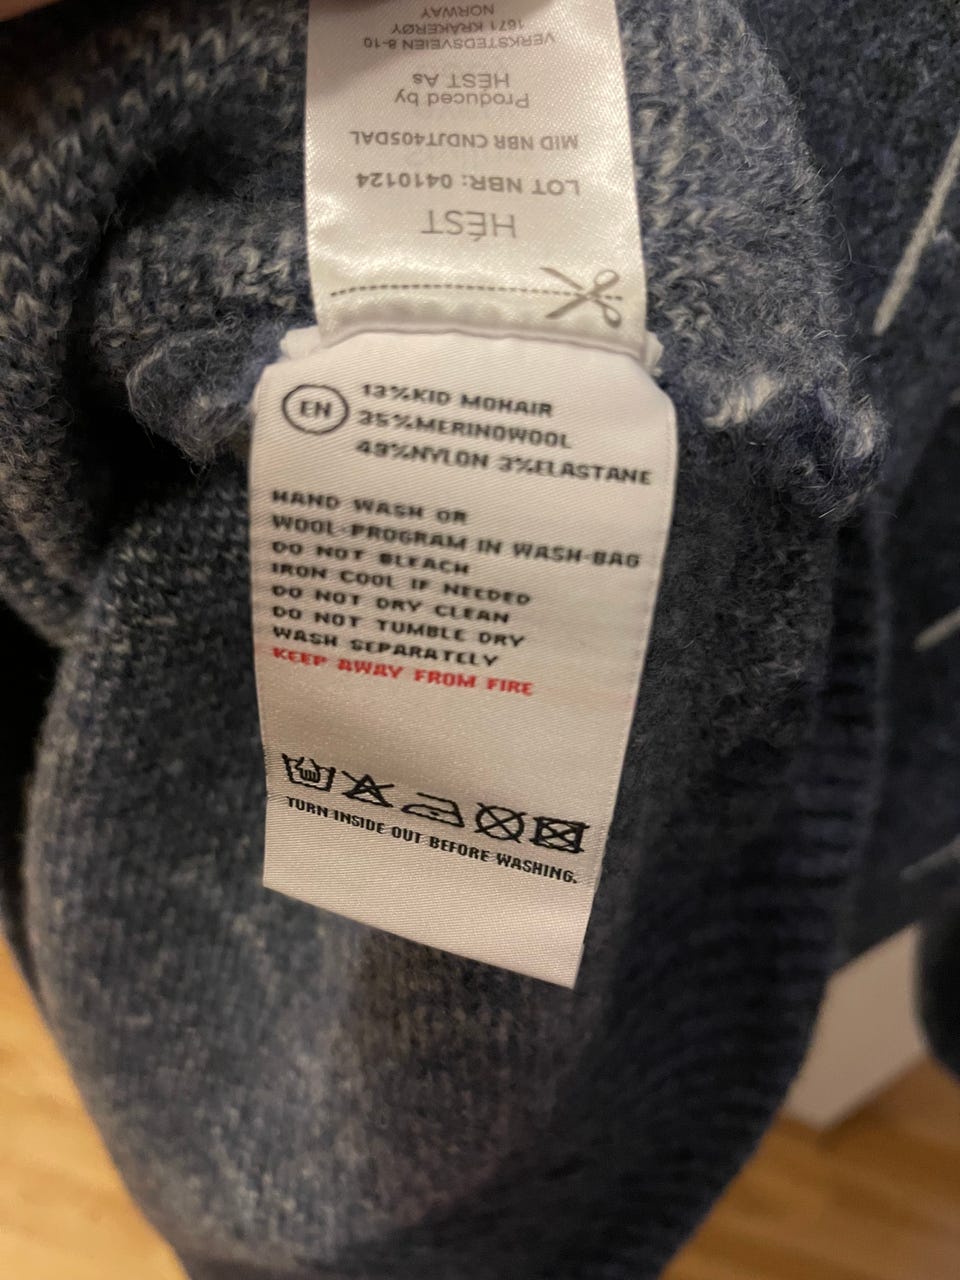 NORWAY
1671 KRÅKERØY
VERKSTEDSVEIEN 8-10
HÉST AS
Produced by
MID NBR CNDJT405DAL
LOT NBR: 0410124
HÉST
EN
13%KID MOHAIR
35%MERINOWOOL
49%NYLON 3%ELASTANE
HAND WASH OR
WOOL-PROGRAM IN WASH-BAG
DO NOT BLEACH
IRON COOL IF NEEDED
DO NOT DRY CLEAN
DO NOT TUMBLE DRY
WASH SEPARATELY
KEEP AWAY FROM FIRE
TURN INSIDE OUT BEFORE WASHING.